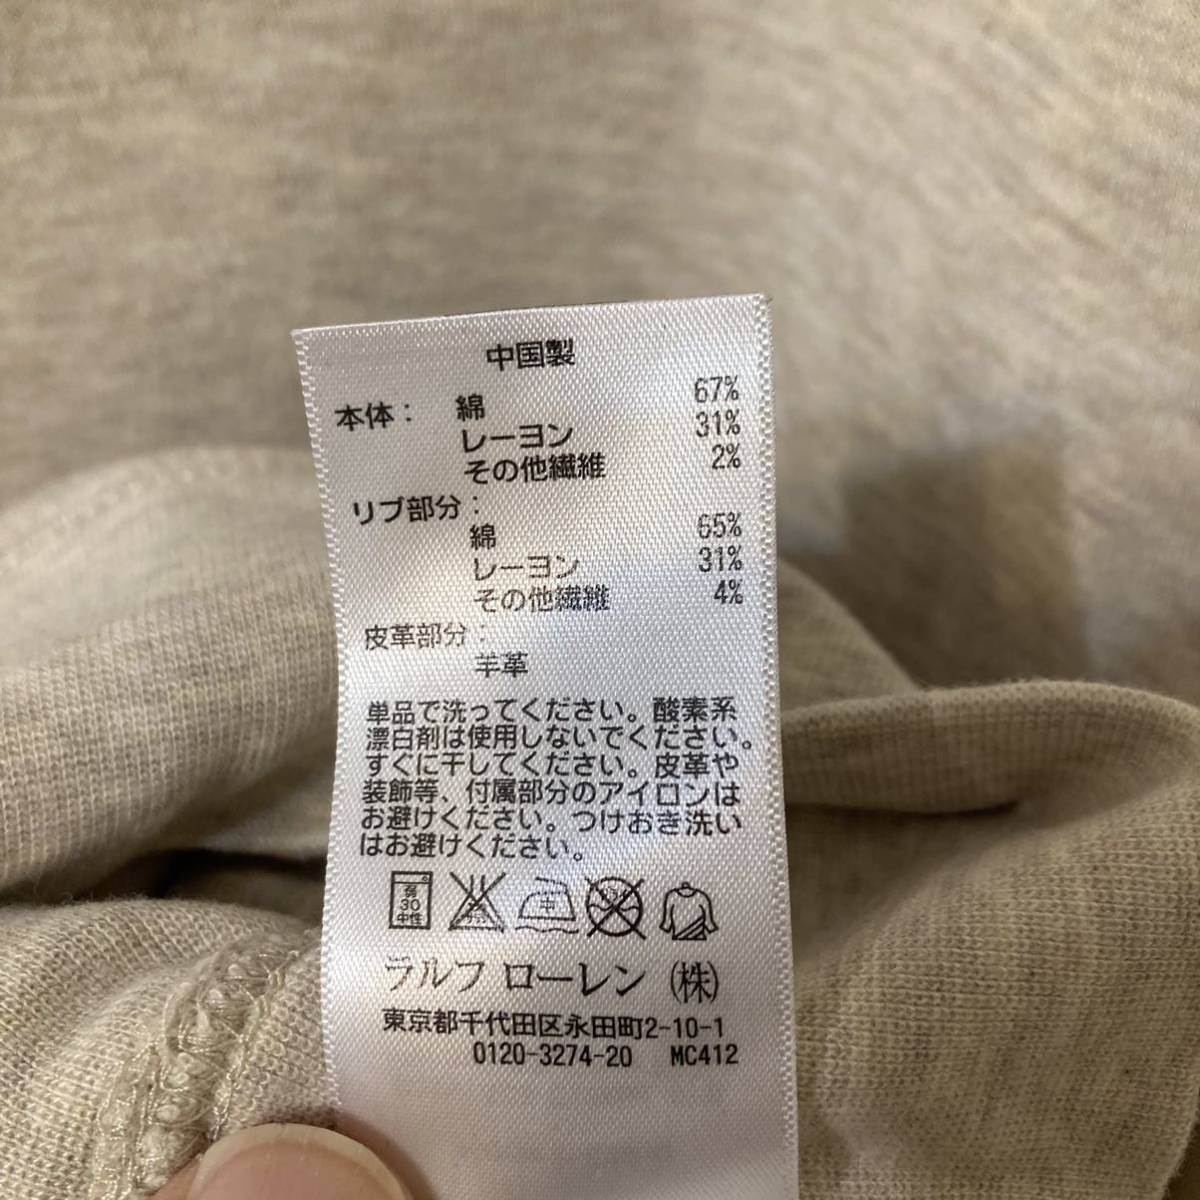 中国製
本体： 綿 67%
レーヨン 31%
その他繊維 2%
リブ部分：
綿 65%
レーヨン 31%
その他繊維 4%
皮革部分：
羊革
単品で洗ってください。酸素系
漂白剤は使用しないでください。
すぐに干してください。皮革や
装飾等、付属部分のアイロンは
お避けください。つけおき洗い
はお避けください。
弱 30 中性 中
ラルフ ローレン（株）
東京都千代田区永田町2-10-1
0120-3274-20 MC412